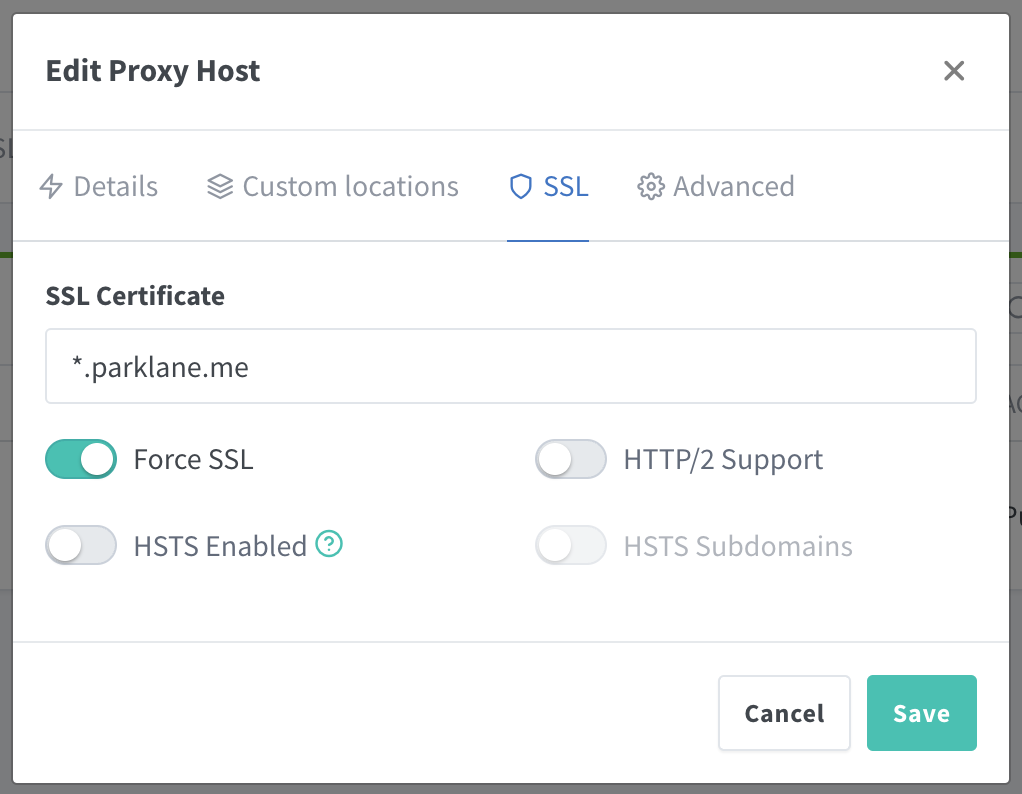 Edit Proxy Host
Details Custom locations SSL Advanced
SSL Certificate
*.parklane.me
Force SSL HTTP/2 Support
HSTS Enabled HSTS Subdomains
Cancel Save